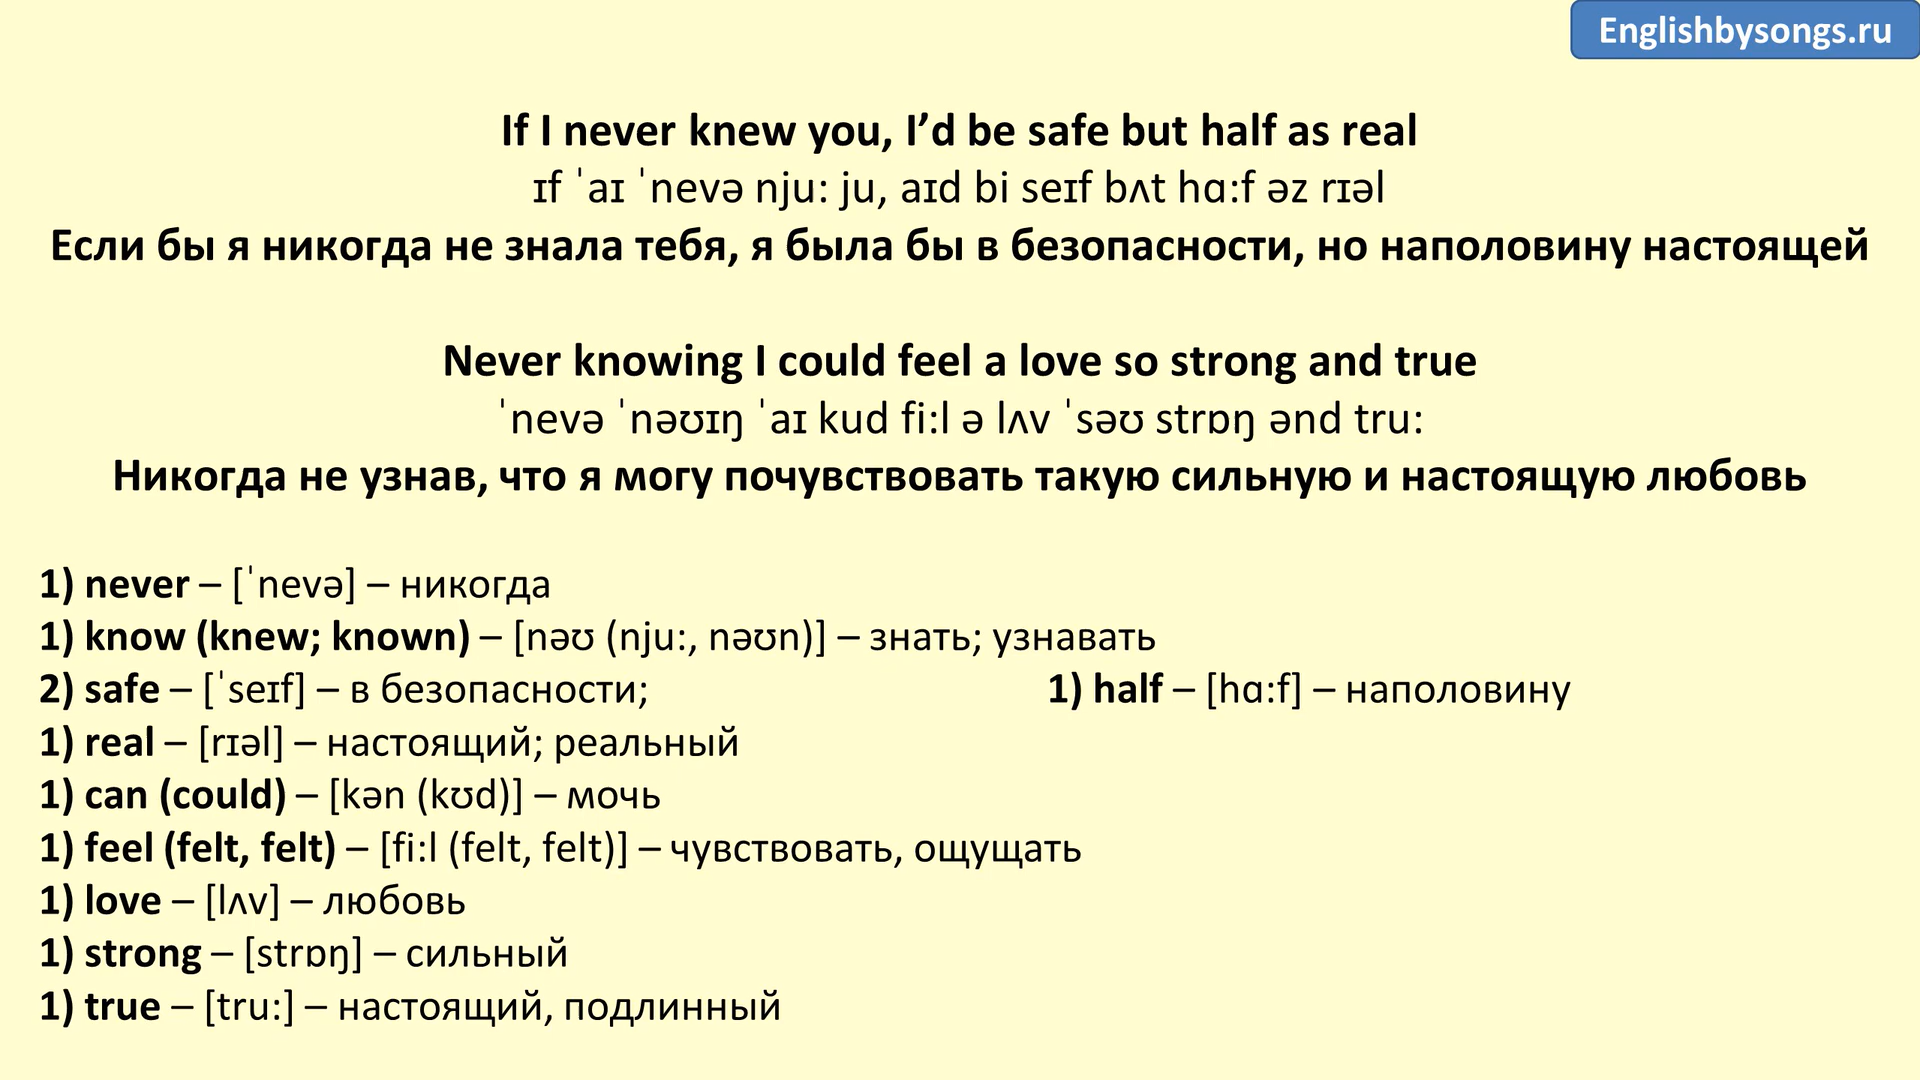 Englishbysongs.ru
If I never knew you, I’d be safe but half as real
ɪf ˈaɪ ˈnevə nju: ju, aɪd bi seɪf bʌt hɑ:f əz rɪəl
Если бы я никогда не знала тебя, я была бы в безопасности, но наполовину настоящей
Never knowing I could feel a love so strong and true
ˈnevə ˈnəʊɪŋ ˈaɪ kud fi:l ə lʌv ˈsəʊ strɒŋ ənd tru:
Никогда не узнав, что я могу почувствовать такую сильную и настоящую любовь
1) never – [ˈnevə] – никогда
1) know (knew; known) – [nəʊ (nju:, nəʊn)] – знать; узнавать
2) safe – [ˈseɪf] – в безопасности; 1) half – [hɑ:f] – наполовину
1) real – [rɪəl] – настоящий; реальный
1) can (could) – [kən (kʊd)] – мочь
1) feel (felt, felt) – [fi:l (felt, felt)] – чувствовать, ощущать
1) love – [lʌv] – любовь
1) strong – [strɒŋ] – сильный
1) true – [tru:] – настоящий, подлинный